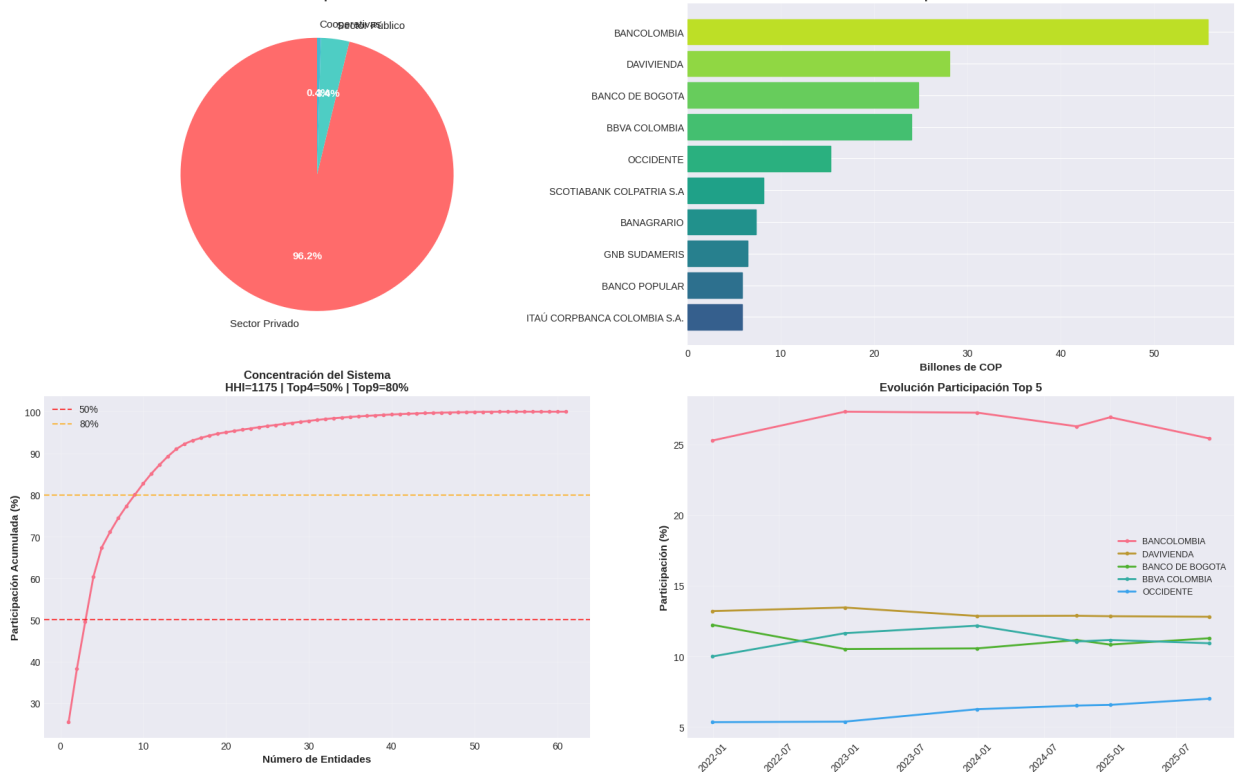 Cooperativas
Sector Público
0.4%
3.4%
96.2%
Sector Privado
BANCOLOMBIA
DAVIVIENDA
BANCO DE BOGOTA
BBVA COLOMBIA
OCCIDENTE
SCOTIABANK COLPATRIA S.A
BANAGRARIO
GNB SUDAMERIS
BANCO POPULAR
ITAÚ CORPBANCA COLOMBIA S.A.
0 10 20 30 40 50
Billones de COP
Concentración del Sistema
HHI=1175 | Top4=50% | Top9=80%
50%
80%
100
90
80
70
60
50
40
30
Participación Acumulada (%)
0 10 20 30 40 50 60
Número de Entidades
Evolución Participación Top 5
25
20
15
10
5
Participación (%)
BANCOLOMBIA
DAVIVIENDA
BANCO DE BOGOTA
BBVA COLOMBIA
OCCIDENTE
2022-01 2022-07 2023-01 2023-07 2024-01 2024-07 2025-01 2025-07